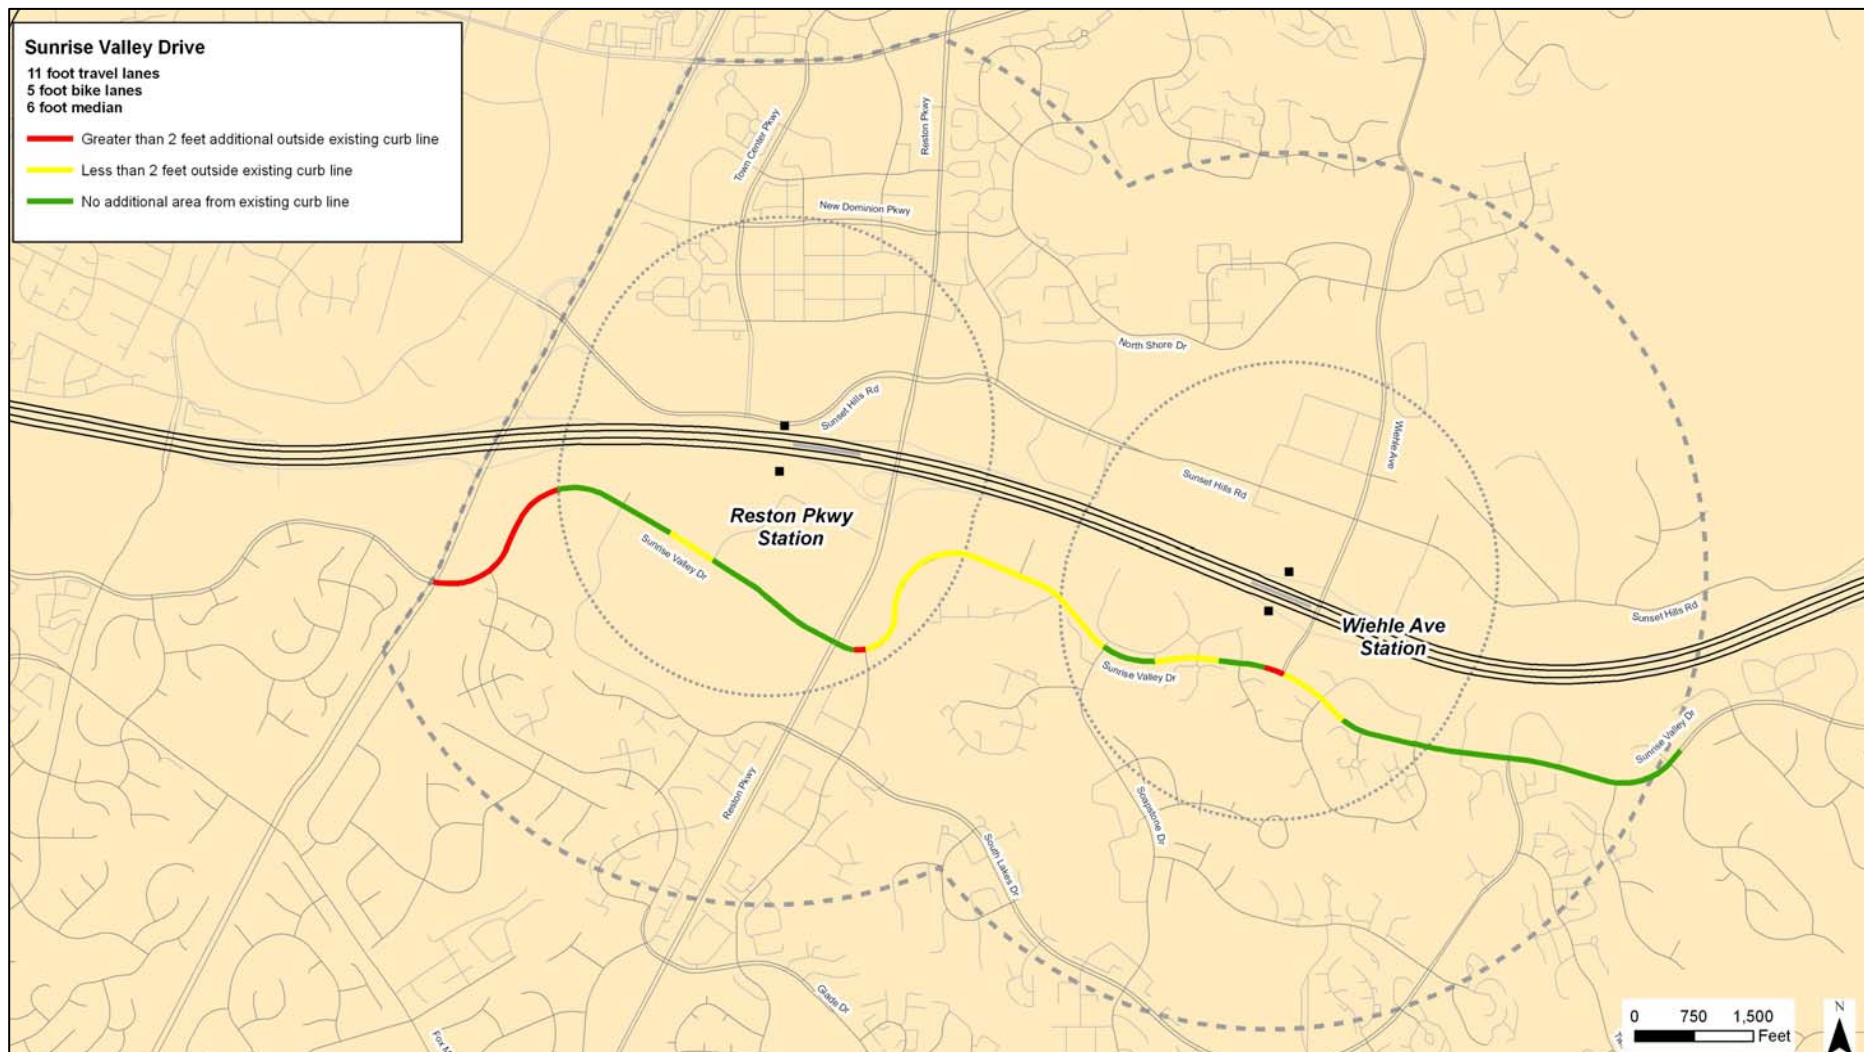 Sunrise Valley Drive
11 foot travel lanes
5 foot bike lanes
6 foot median
Greater than 2 feet additional outside existing curb line
Less than 2 feet outside existing curb line
No additional area from existing curb line
Town Center Pkwy
Reston Pkwy
New Dominion Pkwy
North Shore Dr
Sunset Hills Rd
Wiehle Ave
Sunset Hills Rd
Reston Pkwy
Station
Sunrise Valley Dr
Sunset Hills Rd
Wiehle Ave
Station
Sunrise Valley Dr
Sunrise Valley Dr
Reston Pkwy
Soapstone Dr
South Lakes Dr
Glade Dr
0 750 1,500
Feet
N